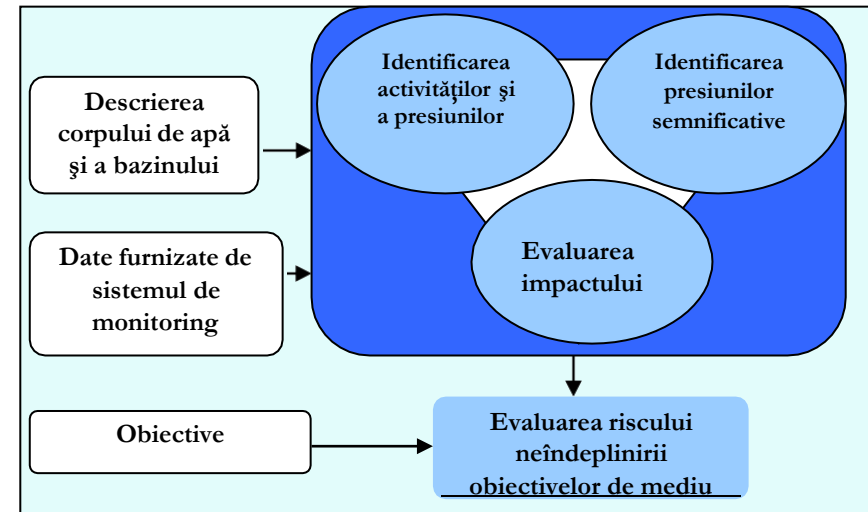 Descrierea
corpului de apă
şi a bazinului
Identificarea
activităţilor şi
a presiunilor
Identificarea
presiunilor
semnificative
Date furnizate de
sistemul de
monitoring
Evaluarea
impactului
Obiective
Evaluarea riscului
neîndeplinirii
obiectivelor de mediu